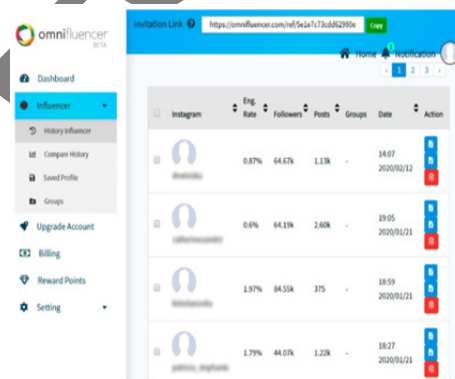 omnifluencer
BETA
Invitation Link
https://omnifluencer.com/ref/5e1e7c73cdd62980e
Copy
Home
Notification
1 2 3
Dashboard
Influencer
History Influencer
Compare History
Saved Profile
Groups
Upgrade Account
Billing
Reward Points
Setting
Instagram Eng. Rate Followers Posts Groups Date Action
0.87% 64.67k 1.13k - 14:07 2020/02/12
0.6% 64.19k 2.60k - 19:05 2020/01/21
1.97% 84.55k 375 - 18:59 2020/01/21
1.79% 44.07k 1.22k - 18:27 2020/01/21